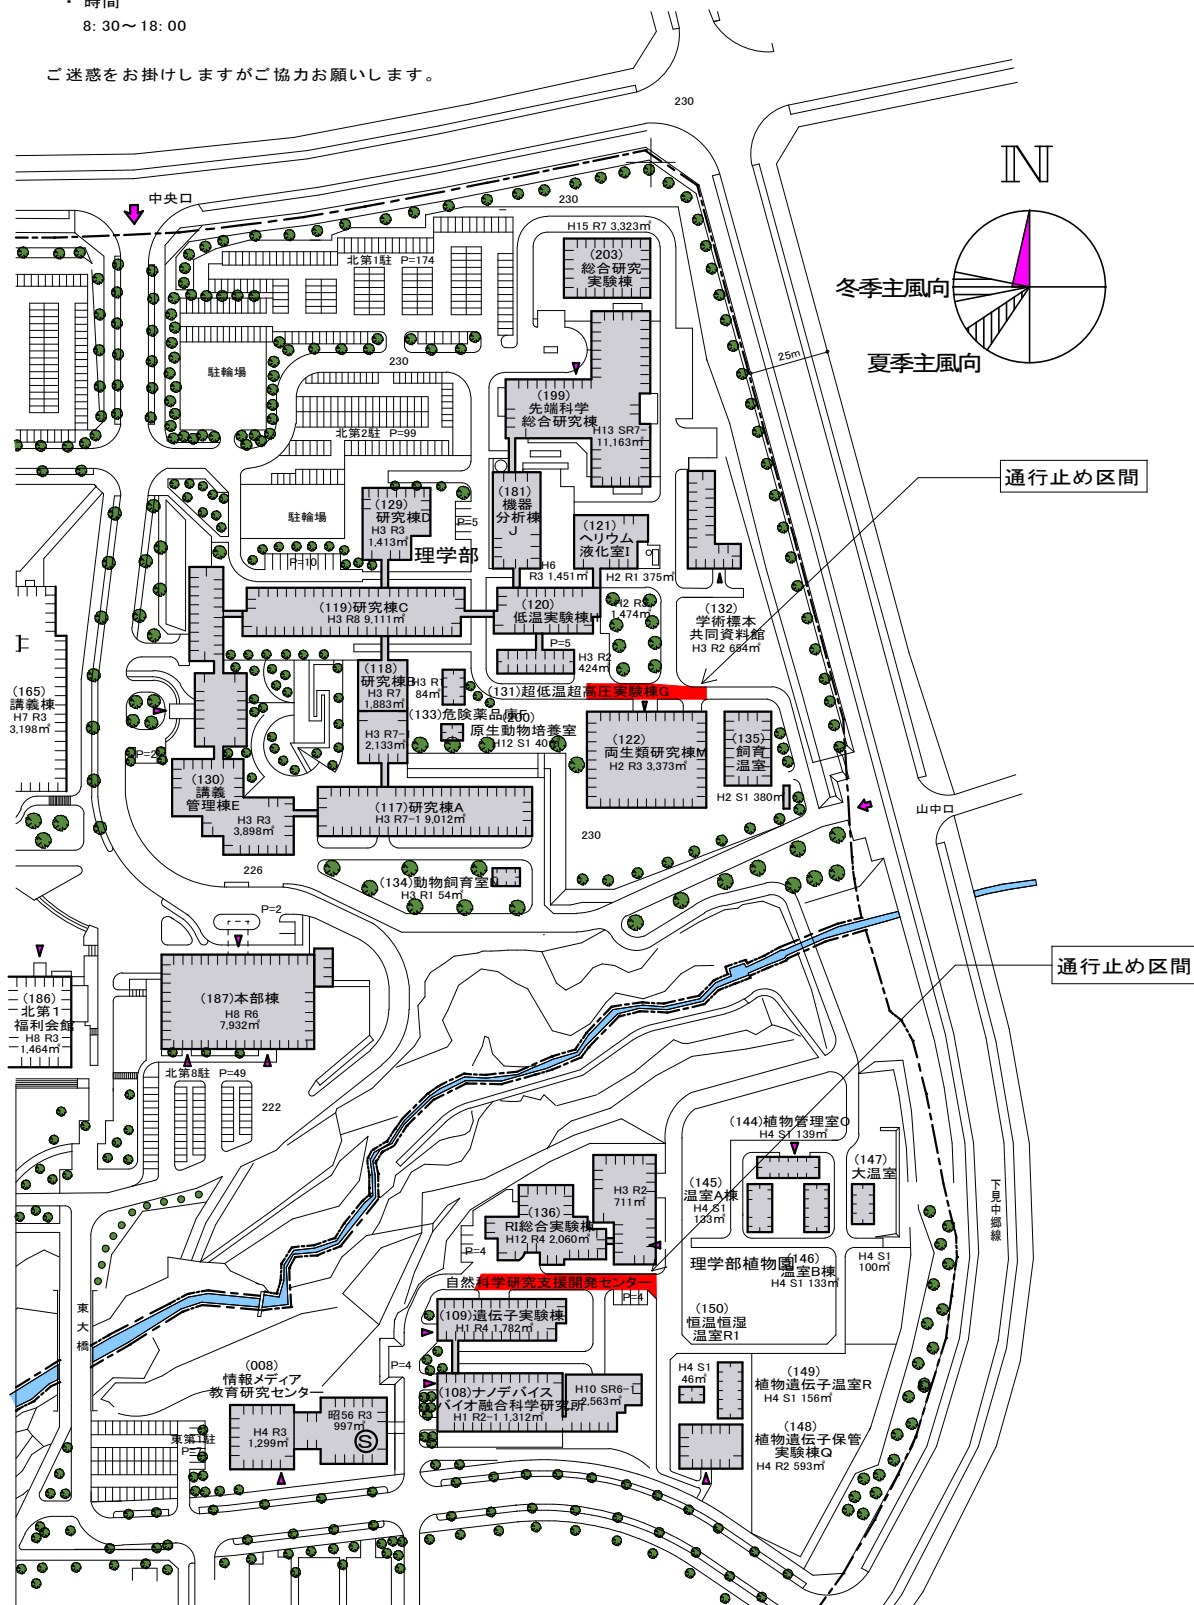 ・ 時間
8:30～18:00
ご迷惑をお掛けしますがご協力お願いします。
230
N
中央口
230
H15 R7 3,323㎡
(203)
総合研究
実験棟
北第1駐 P=174
冬季主風向
夏季主風向
25m
230
駐輪場
(199)
先端科学
総合研究棟
H13 SR7-
11,163㎡
北第2駐 P=99
通行止め区間
(181)
機器
分析棟
J
(129)
研究棟D
H3 R3
1,413㎡
駐輪場
P=5
(121)
ヘリウム
液化室I
理学部
P=10
H6
R3 1,451㎡
H2 R1 375㎡
(119)研究棟C
H3 R8 9,111㎡
(120)
低温実験棟H
H2 R3
1,474㎡
(132)
学術標本
共同資料館
H3 R2 654㎡
P=5
H3 R2
424㎡
(118)
研究棟B
H3 R7
1,883㎡
H3 R1
84㎡
(131)超低温超高圧実験棟G
(165)
講義棟
H7 R3
3,198㎡
(133)危険薬品庫F
(200)
原生動物培養室
H12 S1 40㎡
H3 R7-1
2,133㎡
(122)
両生類研究棟M
H2 R3 3,373㎡
(135)
飼育
温室
P=2
(130)
講義
管理棟E
H3 R3
3,898㎡
(117)研究棟A
H3 R7-1 9,012㎡
H2 S1 380㎡
山中口
230
226
(134)動物飼育室
H3 R1 54㎡
P=2
通行止め区間
(187)本部棟
H8 R6
7,932㎡
(186)
北第1
福利会館
H8 R3
1,464㎡
北第8駐 P=49
222
(144)植物管理室O
H4 S1 139㎡
(147)
大温室
(145)
温室A棟
H4 S1
133㎡
H3 R2
711㎡
(136)
RI総合実験棟
H12 R4 2,060㎡
下見中郷線
P=4
理学部植物園
(146)
温室B棟
H4 S1 133㎡
H4 S1
100㎡
自然科学研究支援開発センター
P=4
東大橋
(109)遺伝子実験棟
H1 R4 1,782㎡
(150)
恒温恒湿
温室R1
P=4
(008)
情報メディア
教育研究センター
H4 S1
46㎡
(149)
植物遺伝子温室R
H4 S1 156㎡
(108)ナノデバイス
バイオ融合科学研究所
H1 R2-1 1,312㎡
H10 SR6-1
2,563㎡
昭56 R3
997㎡
S
H4 R3
1,299㎡
(148)
植物遺伝子保管
実験棟Q
H4 R2 593㎡
東第1駐
P=7